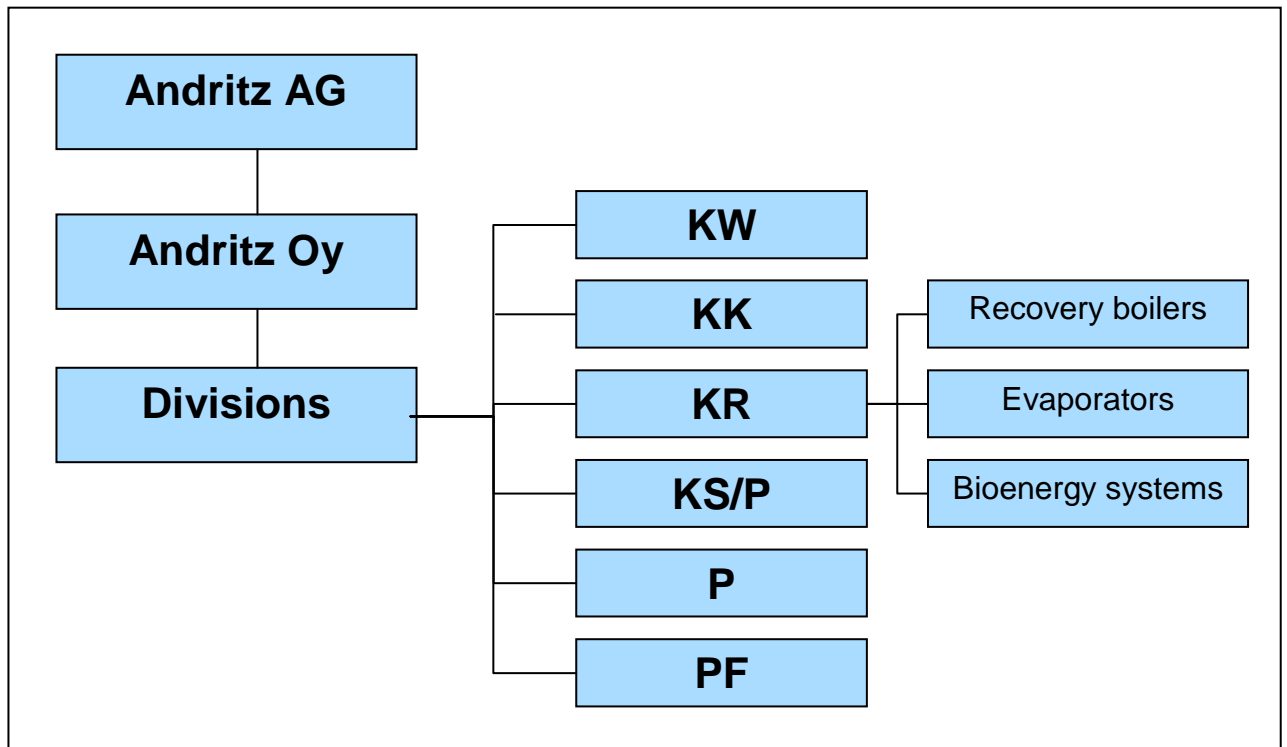 Andritz AG
Andritz Oy
Divisions
KW
KK
KR
KS/P
P
PF
Recovery boilers
Evaporators
Bioenergy systems